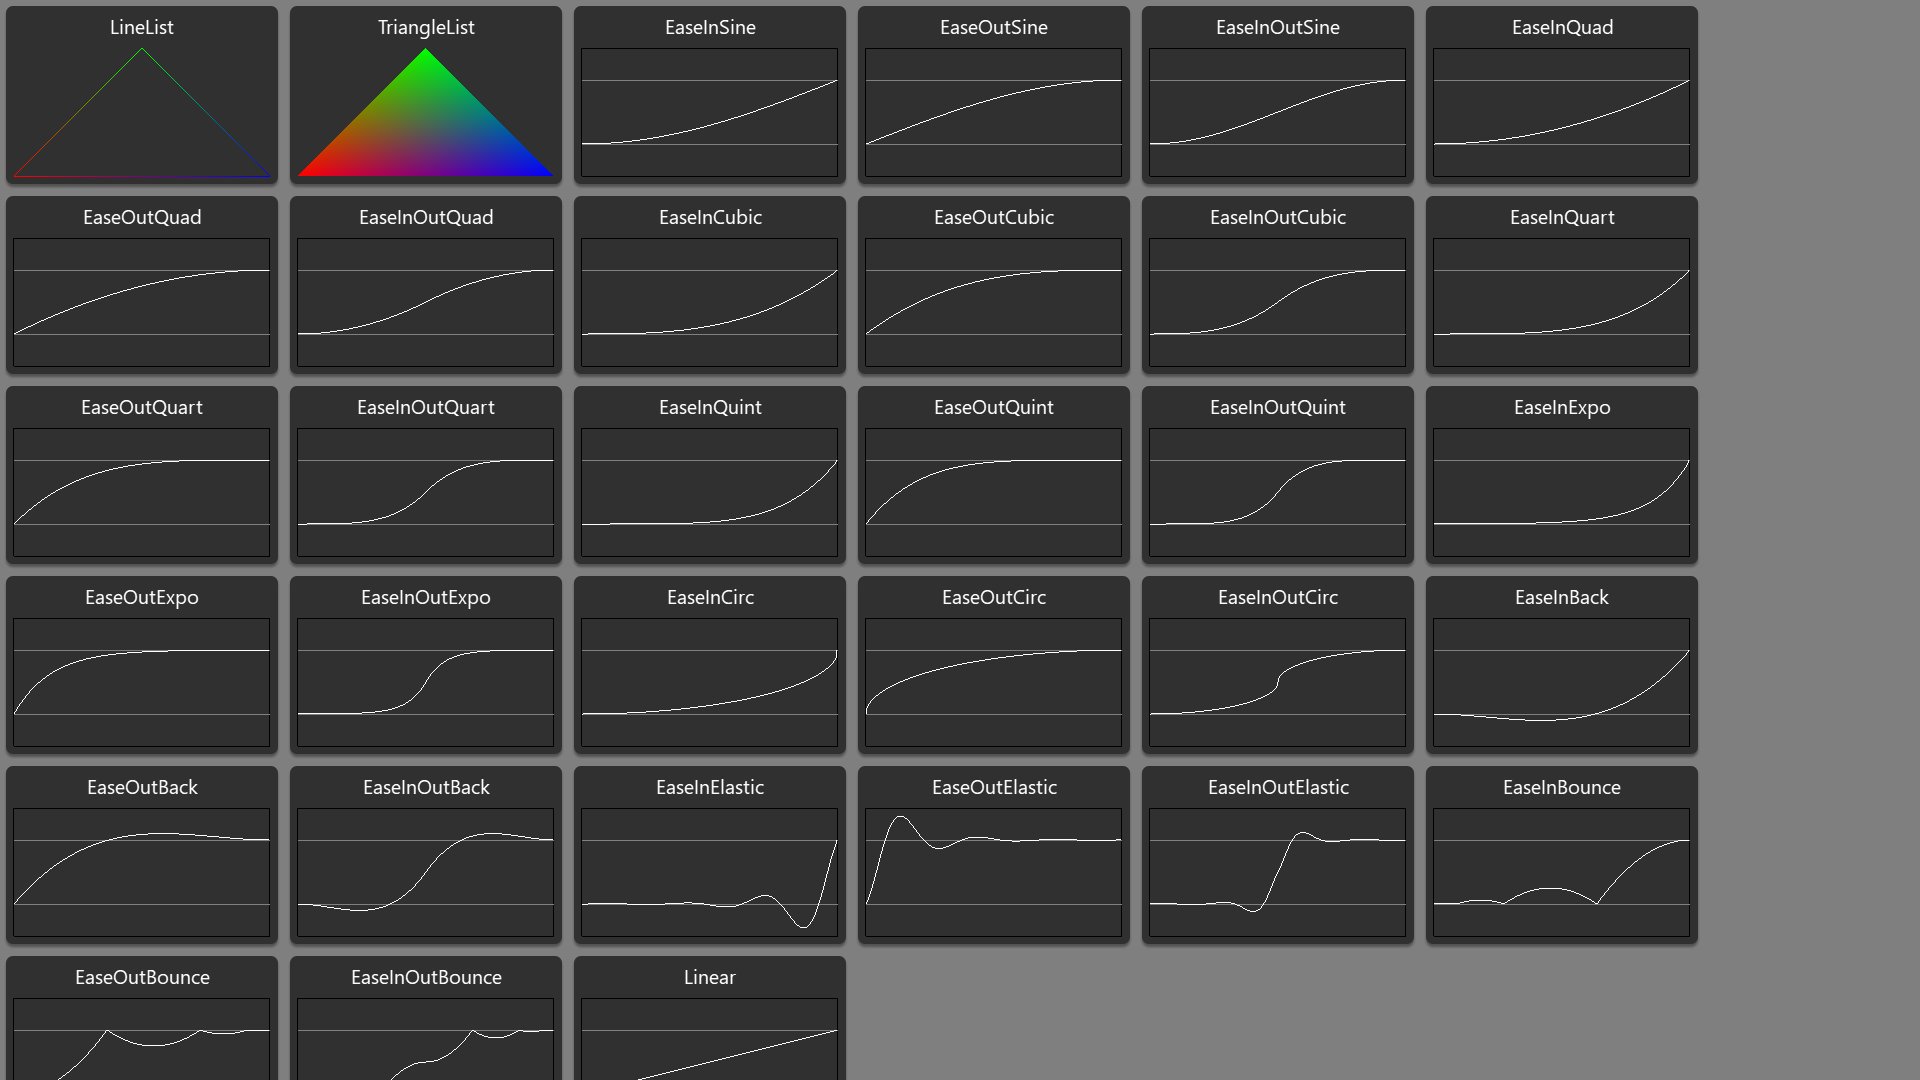 LineList
TriangleList
EaseInSine
EaseOutSine
EaseInOutSine
EaseInQuad
EaseOutQuad
EaseInOutQuad
EaseInCubic
EaseOutCubic
EaseInOutCubic
EaseInQuart
EaseOutQuart
EaseInOutQuart
EaseInQuint
EaseOutQuint
EaseInOutQuint
EaseInExpo
EaseOutExpo
EaseInOutExpo
EaseInCirc
EaseOutCirc
EaseInOutCirc
EaseInBack
EaseOutBack
EaseInOutBack
EaseInElastic
EaseOutElastic
EaseInOutElastic
EaseInBounce
EaseOutBounce
EaseInOutBounce
Linear